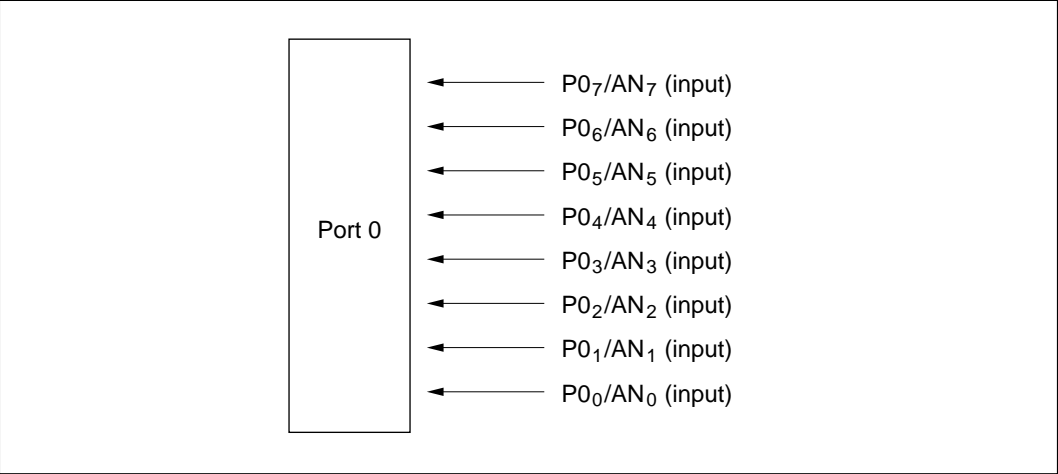 P0₇/AN₇ (input)
P0₆/AN₆ (input)
P0₅/AN₅ (input)
Port 0
P0₄/AN₄ (input)
P0₃/AN₃ (input)
P0₂/AN₂ (input)
P0₁/AN₁ (input)
P0₀/AN₀ (input)